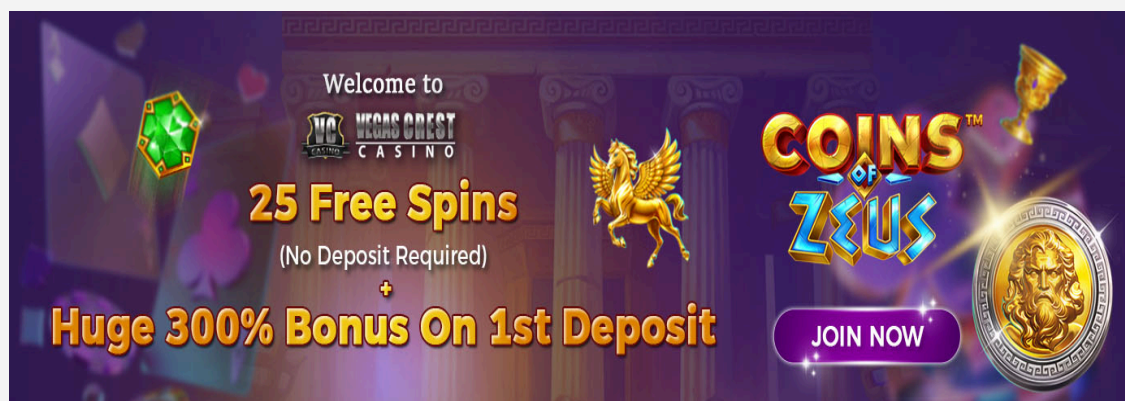 Welcome to
VC
CASINO
VEGAS CREST
CASINO
25 Free Spins
(No Deposit Required)
+
Huge 300% Bonus On 1st Deposit
COINS™
OF
ZEUS
JOIN NOW